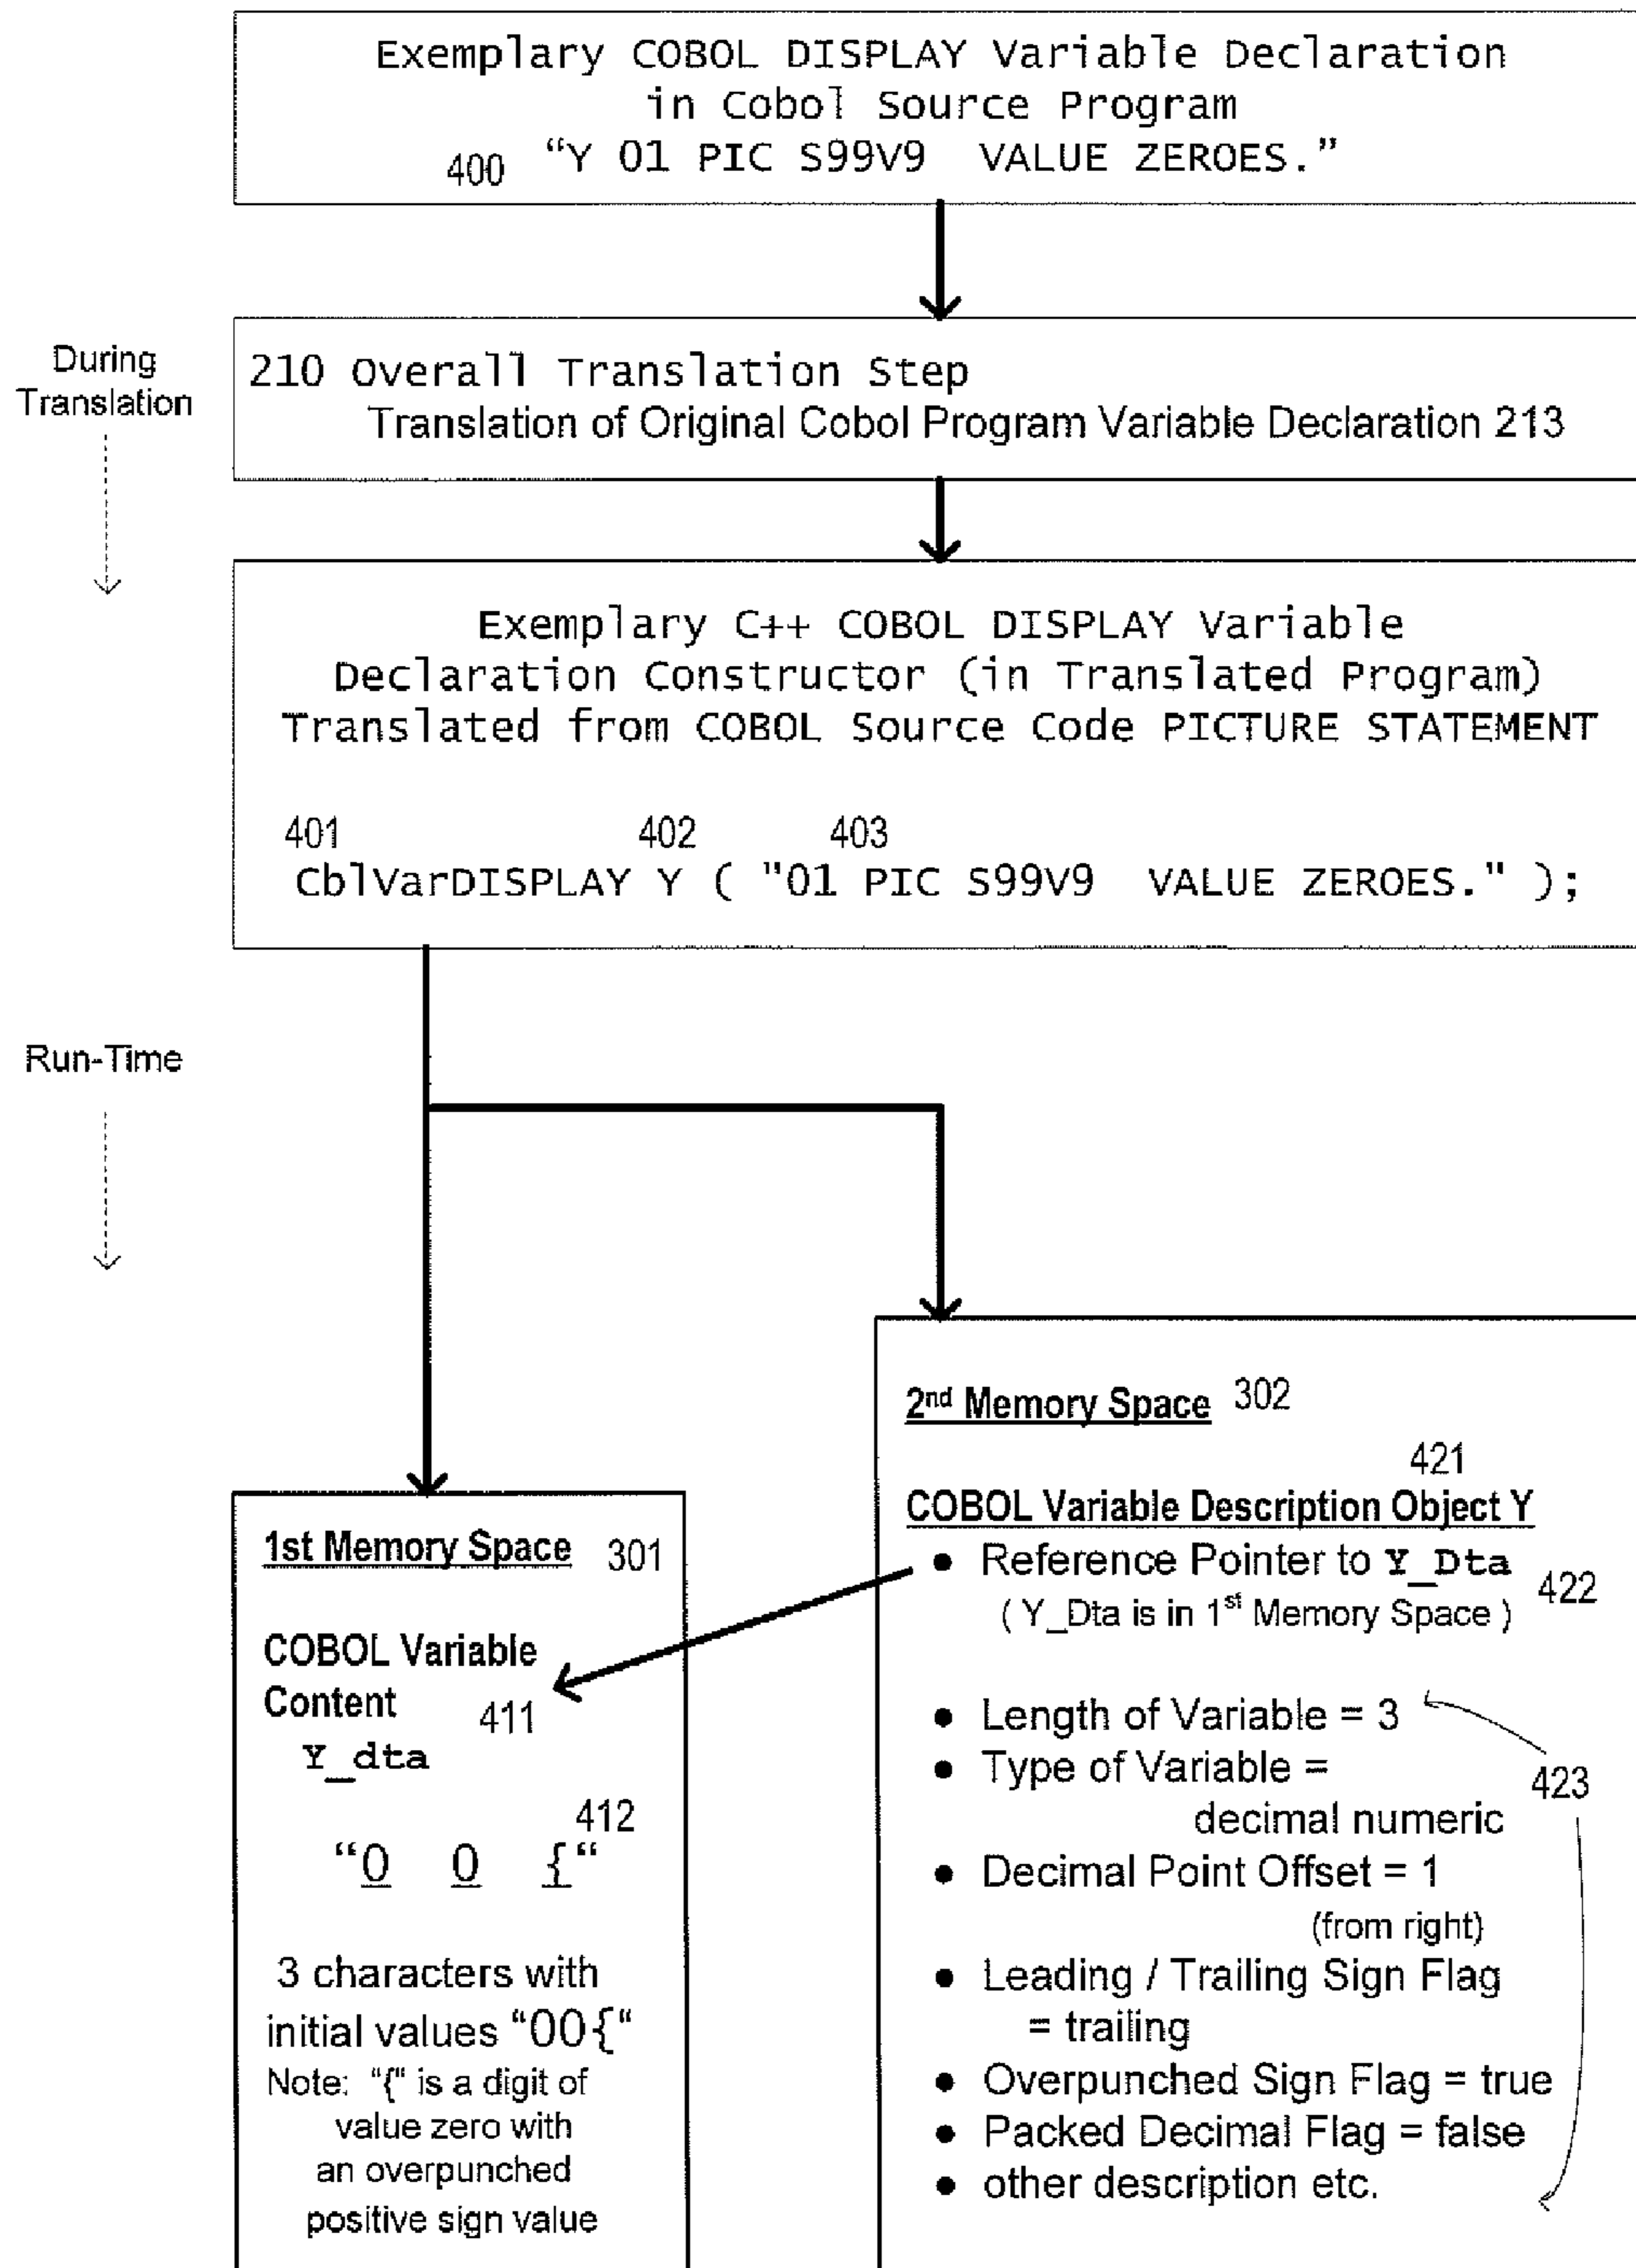 Exemplary COBOL DISPLAY Variable Declaration
in Cobol Source Program
400 “Y 01 PIC S99V9 VALUE ZEROES.”
During
Translation
210 Overall Translation Step
Translation of Original Cobol Program Variable Declaration 213
Exemplary C++ COBOL DISPLAY Variable
Declaration Constructor (in Translated Program)
Translated from COBOL Source Code PICTURE STATEMENT
401 402 403
CblVarDISPLAY Y ( "01 PIC S99V9 VALUE ZEROES." );
Run-Time
1st Memory Space 301
COBOL Variable
Content 411
Y_dta
412
“0 0 {“
3 characters with
initial values “00{“
Note: “{” is a digit of
value zero with
an overpunched
positive sign value
2nd Memory Space 302
421
COBOL Variable Description Object Y
• Reference Pointer to Y_Dta
( Y_Dta is in 1st Memory Space ) 422
• Length of Variable = 3
• Type of Variable = 423
decimal numeric
• Decimal Point Offset = 1
(from right)
• Leading / Trailing Sign Flag
= trailing
• Overpunched Sign Flag = true
• Packed Decimal Flag = false
• other description etc.